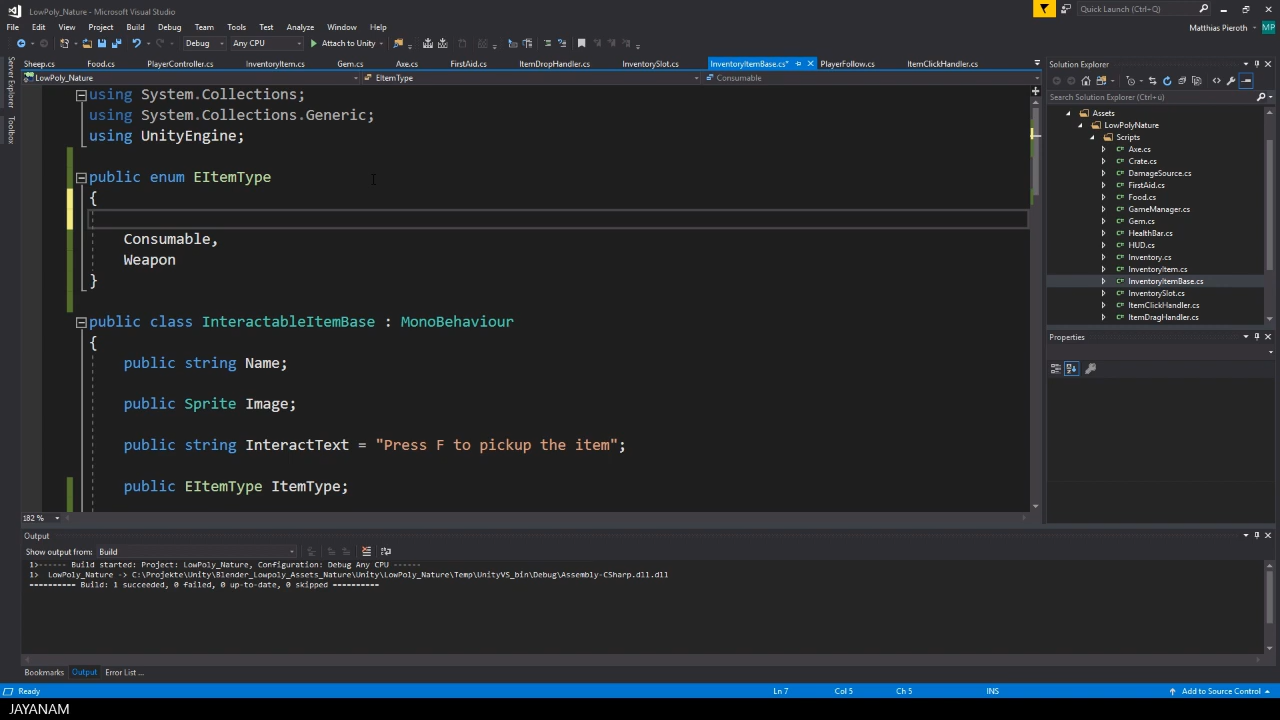 LowPoly_Nature - Microsoft Visual Studio
Quick Launch (Ctrl+Q)
File Edit View Project Build Debug Team Tools Test Analyze Window Help
Matthias Pieroth MP
Debug Any CPU Attach to Unity
Sheep.cs Food.cs PlayerController.cs InventoryItem.cs Gem.cs Axe.cs FirstAid.cs ItemDropHandler.cs InventorySlot.cs InventoryItemBase.cs* PlayerFollow.cs ItemClickHandler.cs
LowPoly_Nature EItemType Consumable
Server Explorer
Toolbox
using System.Collections;
using System.Collections.Generic;
using UnityEngine;
public enum EItemType
{
Consumable,
Weapon
}
public class InteractableItemBase : MonoBehaviour
{
public string Name;
public Sprite Image;
public string InteractText = "Press F to pickup the item";
public EItemType ItemType;
182 %
Solution Explorer
Search Solution Explorer (Ctrl+ü)
Assets
LowPolyNature
Scripts
Axe.cs
Crate.cs
DamageSource.cs
FirstAid.cs
Food.cs
GameManager.cs
Gem.cs
HealthBar.cs
HUD.cs
Inventory.cs
InventoryItem.cs
InventoryItemBase.cs
InventorySlot.cs
ItemClickHandler.cs
ItemDragHandler.cs
Properties
Output
Show output from: Build
1>------ Build started: Project: LowPoly_Nature, Configuration: Debug Any CPU ------
1> LowPoly_Nature -> C:\Projekte\Unity\Blender_Lowpoly_Assets_Nature\Unity\LowPoly_Nature\Temp\UnityVS_bin\Debug\Assembly-CSharp.dll.dll
========== Build: 1 succeeded, 0 failed, 0 up-to-date, 0 skipped ==========
Bookmarks Output Error List ...
Ready Ln 7 Col 5 Ch 5 INS Add to Source Control
JAYANAM